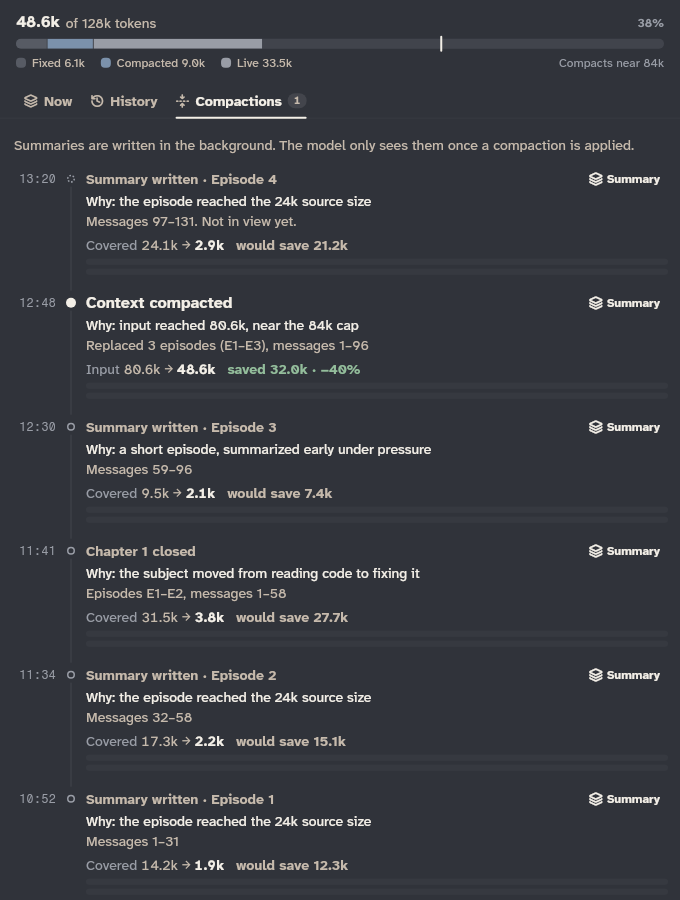 48.6k of 128k tokens 38%
Fixed 6.1k Compacted 9.0k Live 33.5k Compacts near 84k
Now History Compactions 1
Summaries are written in the background. The model only sees them once a compaction is applied.
13:20 Summary written · Episode 4 Summary
Why: the episode reached the 24k source size
Messages 97–131. Not in view yet.
Covered 24.1k → 2.9k would save 21.2k
12:48 Context compacted Summary
Why: input reached 80.6k, near the 84k cap
Replaced 3 episodes (E1–E3), messages 1–96
Input 80.6k → 48.6k saved 32.0k · −40%
12:30 Summary written · Episode 3 Summary
Why: a short episode, summarized early under pressure
Messages 59–96
Covered 9.5k → 2.1k would save 7.4k
11:41 Chapter 1 closed Summary
Why: the subject moved from reading code to fixing it
Episodes E1–E2, messages 1–58
Covered 31.5k → 3.8k would save 27.7k
11:34 Summary written · Episode 2 Summary
Why: the episode reached the 24k source size
Messages 32–58
Covered 17.3k → 2.2k would save 15.1k
10:52 Summary written · Episode 1 Summary
Why: the episode reached the 24k source size
Messages 1–31
Covered 14.2k → 1.9k would save 12.3k